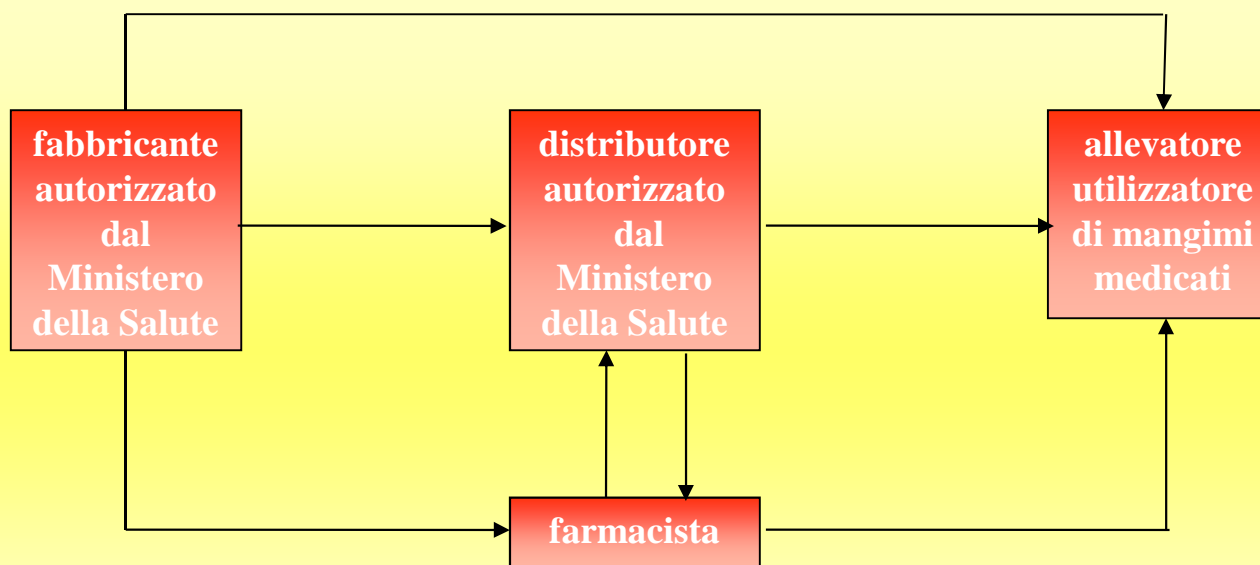 fabbricante
autorizzato
dal
Ministero
della Salute
distributore
autorizzato
dal
Ministero
della Salute
allevatore
utilizzatore
di mangimi
medicati
farmacista